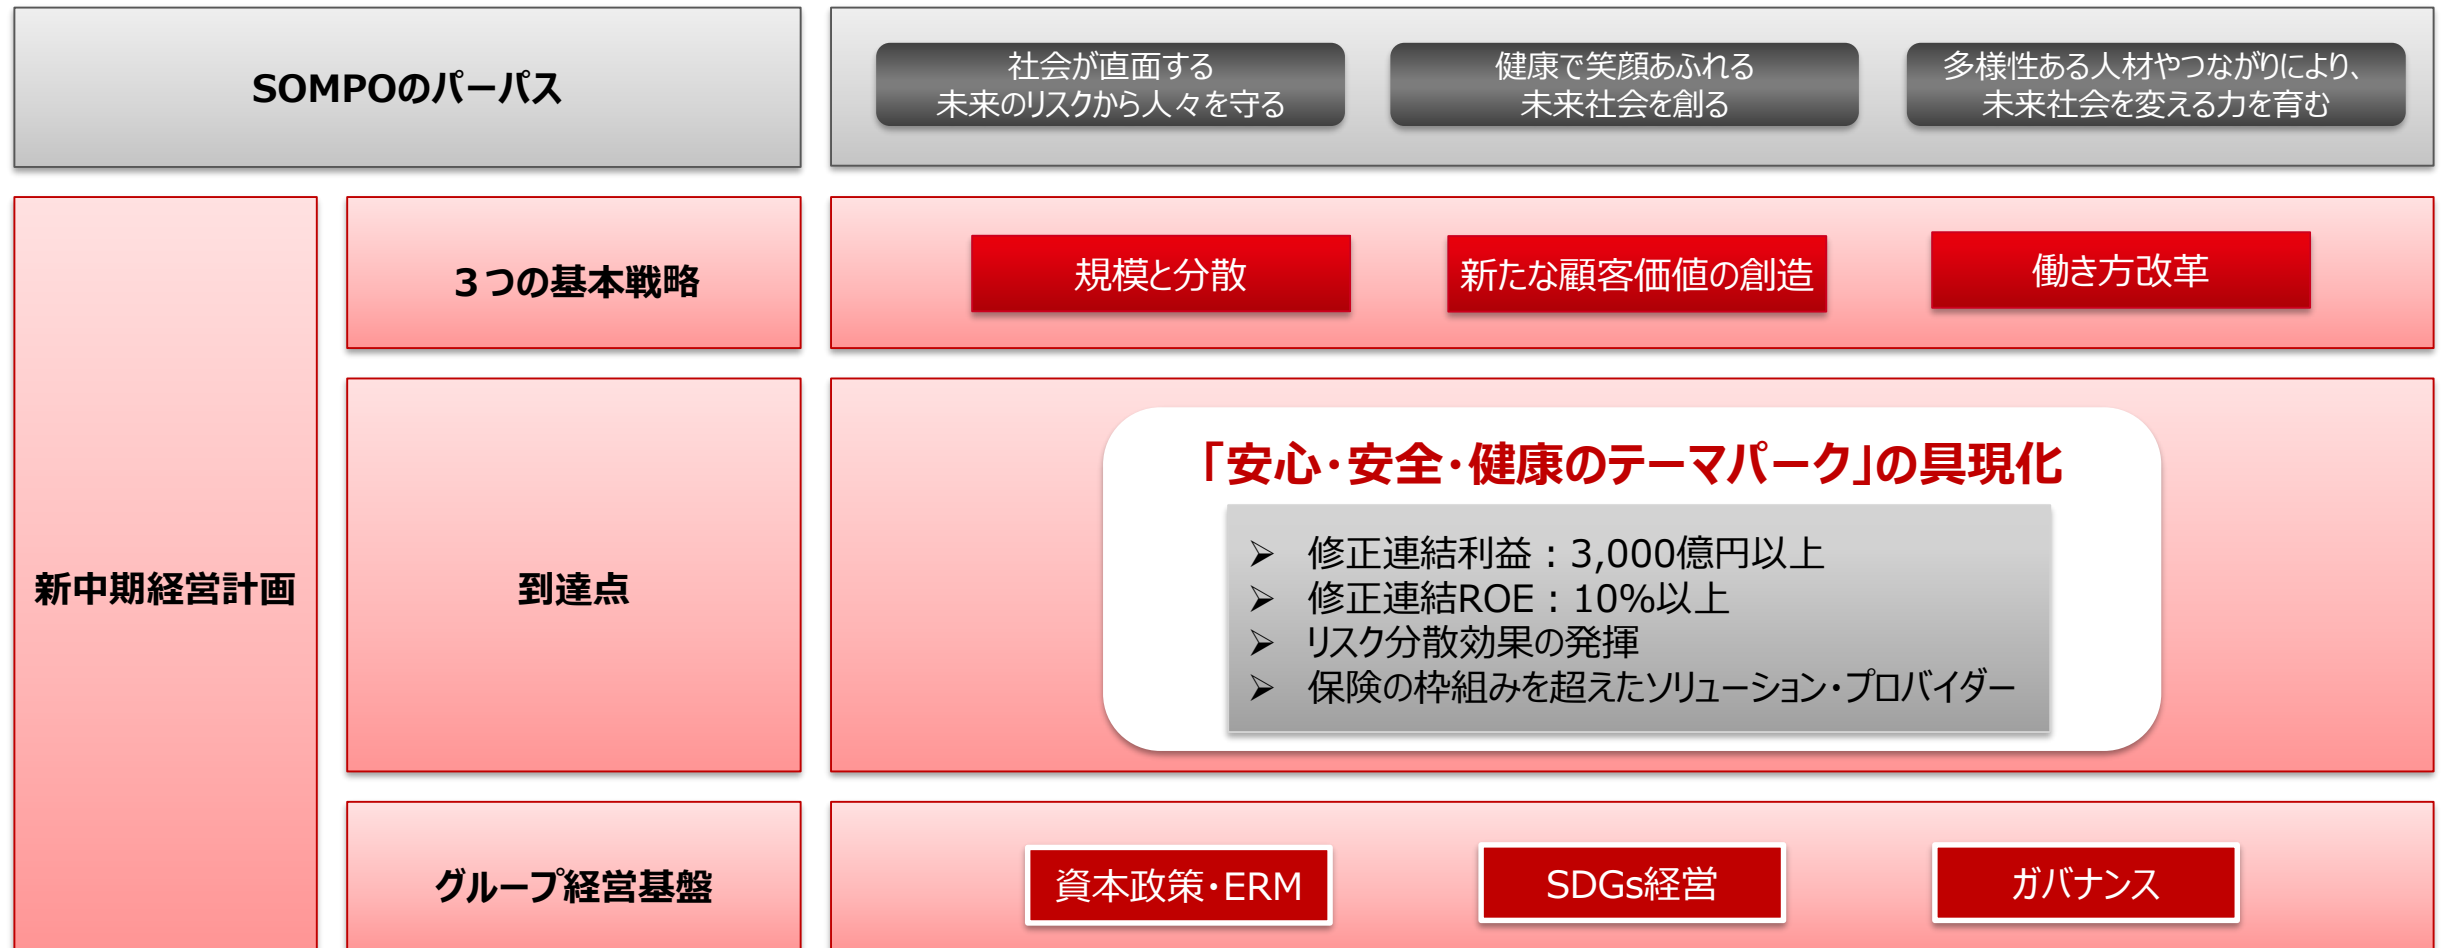 SOMPOのパーパス
社会が直面する
未来のリスクから人々を守る
健康で笑顔あふれる
未来社会を創る
多様性ある人材やつながりにより、
未来社会を変える力を育む
新中期経営計画
３つの基本戦略
規模と分散
新たな顧客価値の創造
働き方改革
到達点
「安心・安全・健康のテーマパーク」の具現化
➢ 修正連結利益：3,000億円以上
➢ 修正連結ROE：10%以上
➢ リスク分散効果の発揮
➢ 保険の枠組みを超えたソリューション・プロバイダー
グループ経営基盤
資本政策・ERM
SDGs経営
ガバナンス